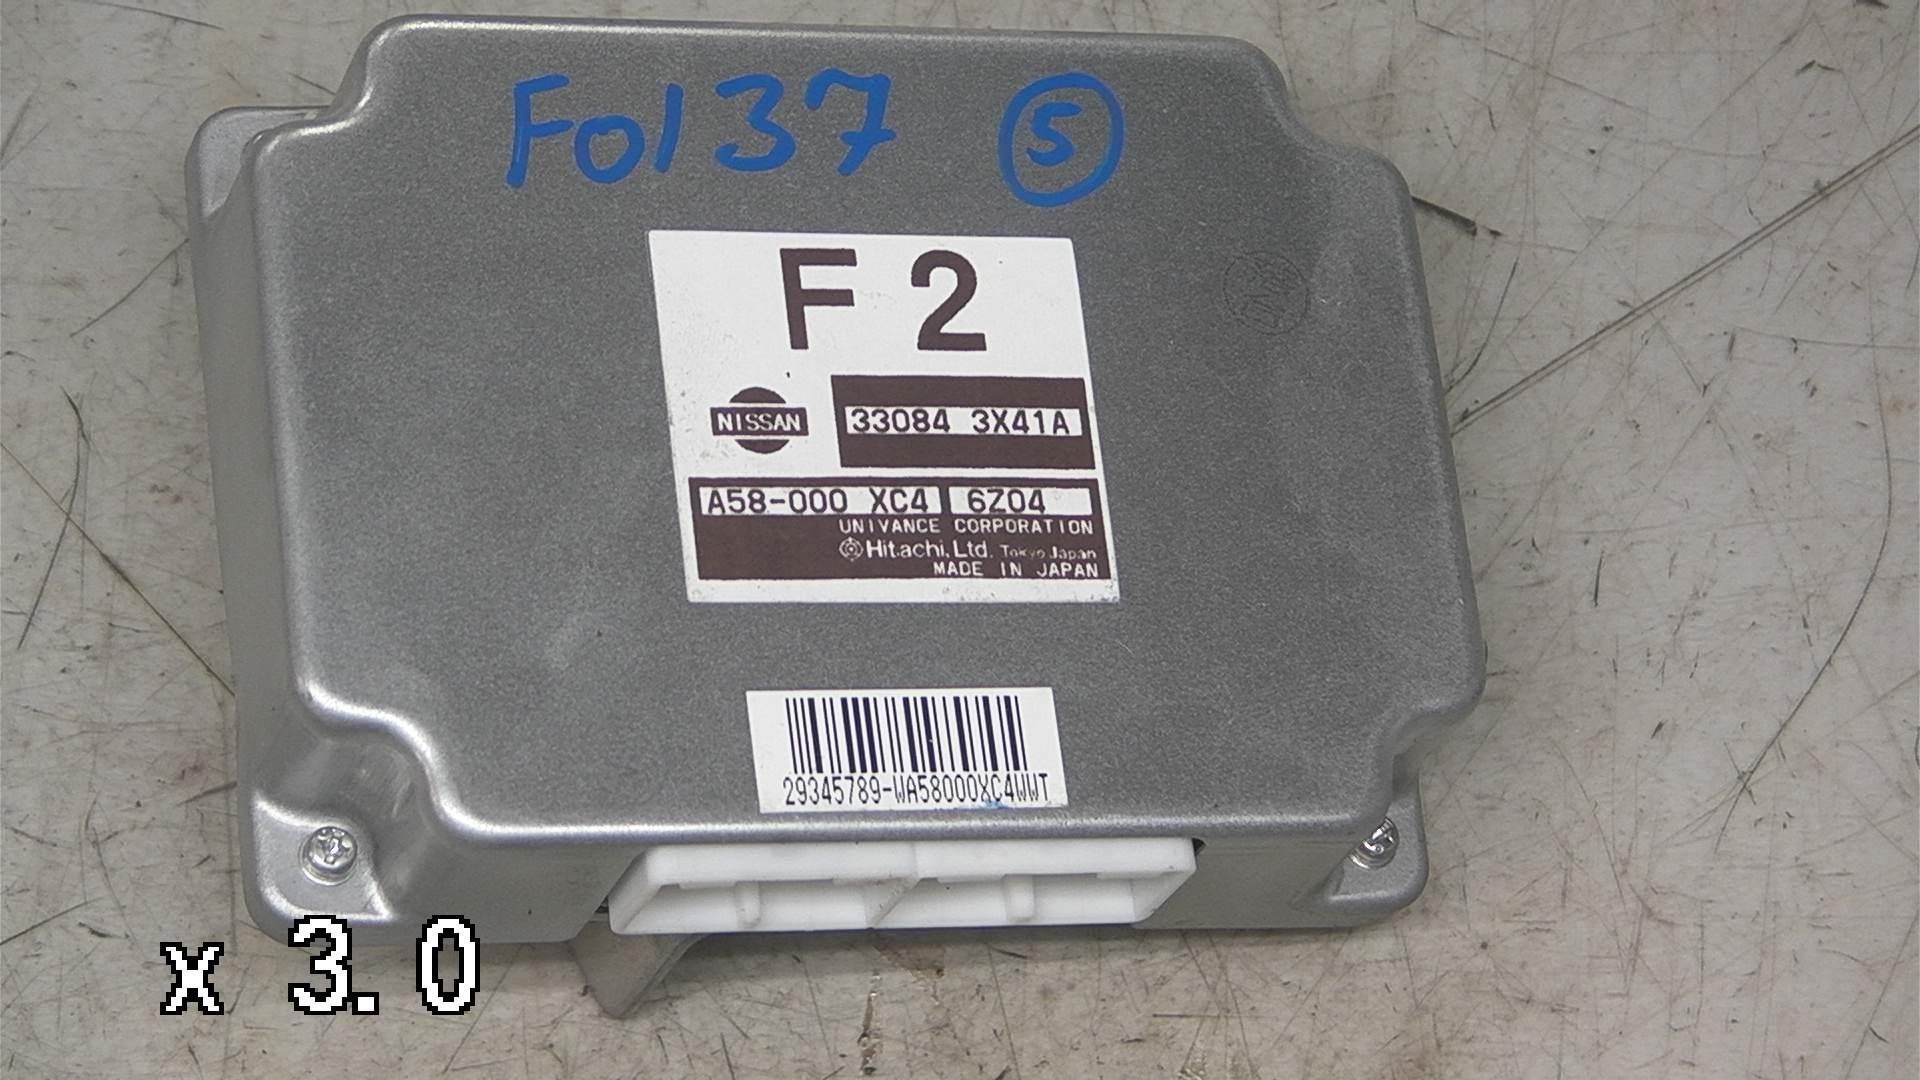 F0137 5
F 2
NISSAN
33084 3X41A
A58-000 XC4 6Z04
UNIVANCE CORPORATION
Hitachi, Ltd. Tokyo Japan
MADE IN JAPAN
29345789-WA58000XC4WWT
x 3.0